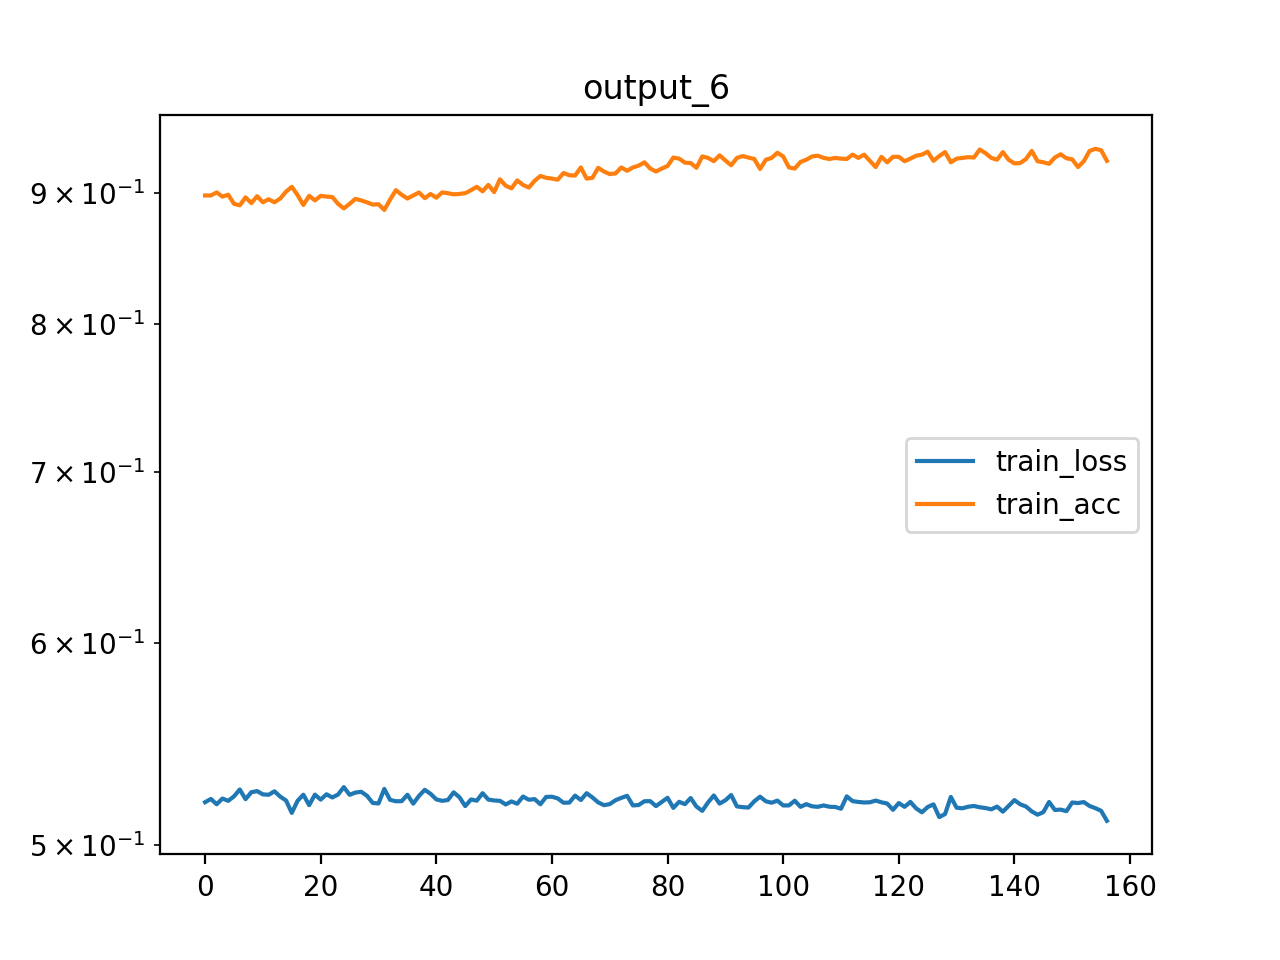 output_6
9 × 10⁻¹
8 × 10⁻¹
7 × 10⁻¹
6 × 10⁻¹
5 × 10⁻¹
train_loss
train_acc
0 20 40 60 80 100 120 140 160